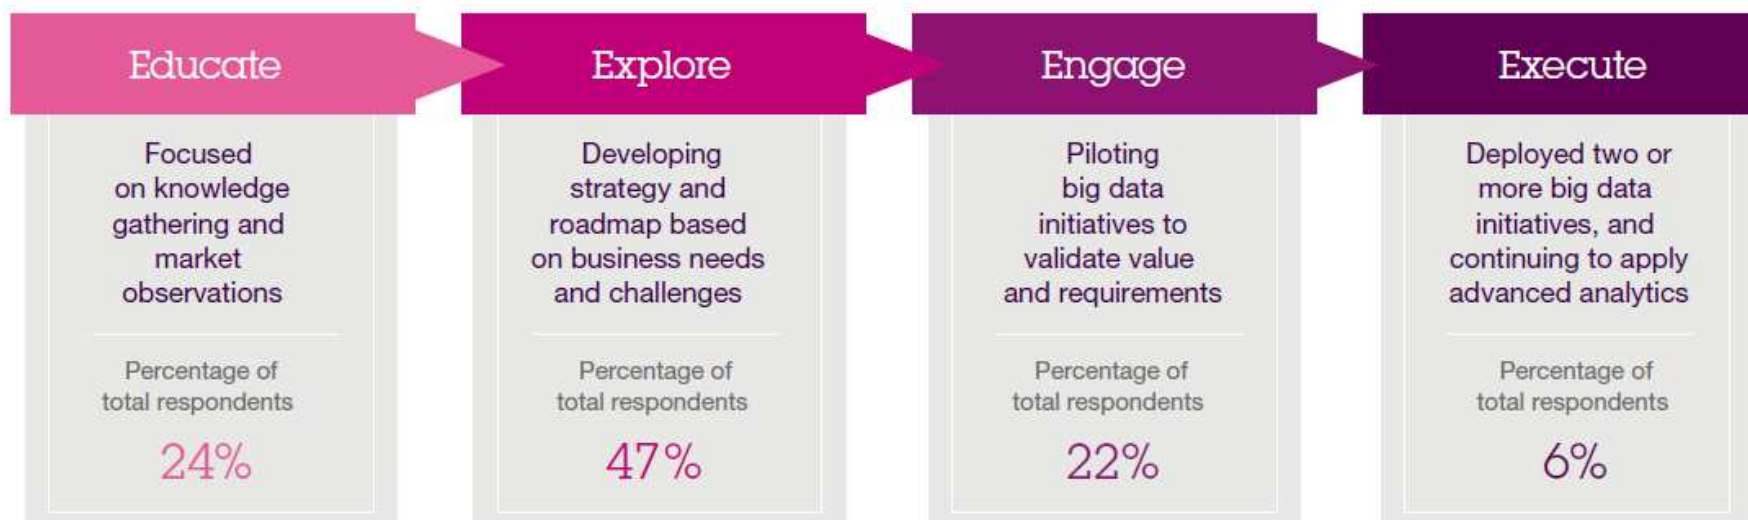 Educate
Focused
on knowledge
gathering and
market
observations
Percentage of
total respondents
24%
Explore
Developing
strategy and
roadmap based
on business needs
and challenges
Percentage of
total respondents
47%
Engage
Piloting
big data
initiatives to
validate value
and requirements
Percentage of
total respondents
22%
Execute
Deployed two or
more big data
initiatives, and
continuing to apply
advanced analytics
Percentage of
total respondents
6%